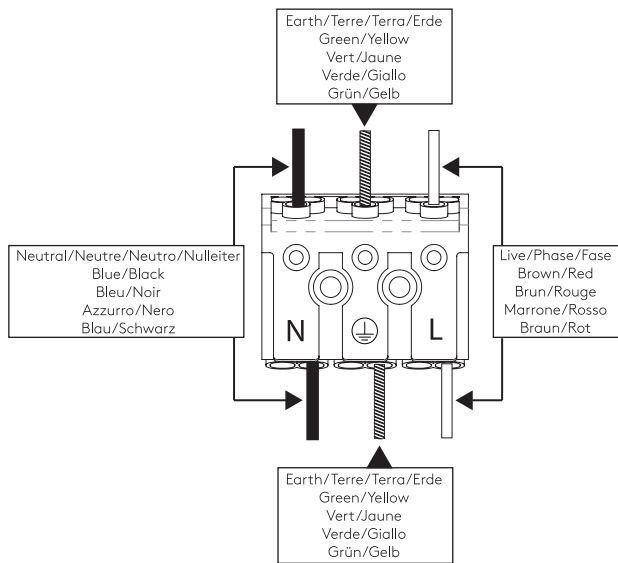 Earth/Terre/Terra/Erde
Green/Yellow
Vert/Jaune
Verde/Giallo
Grün/Gelb
Neutral/Neutre/Neutro/Nulleiter
Blue/Black
Bleu/Noir
Azzurro/Nero
Blau/Schwarz
Live/Phase/Fase
Brown/Red
Brun/Rouge
Marrone/Rosso
Braun/Rot
N
L
Earth/Terre/Terra/Erde
Green/Yellow
Vert/Jaune
Verde/Giallo
Grün/Gelb